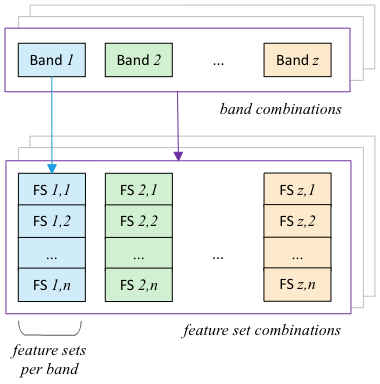 Band 1 Band 2 ... Band z
band combinations
FS 1,1 FS 2,1 FS z,1
FS 1,2 FS 2,2 FS z,2
... ... ... ...
FS 1,n FS 2,n FS z,n
feature set combinations
feature sets
per band